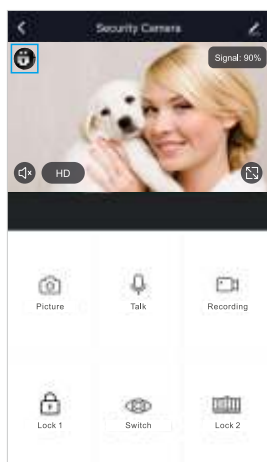 Security Camera
Signal: 90%
HD
Picture
Talk
Recording
Lock 1
Switch
Lock 2